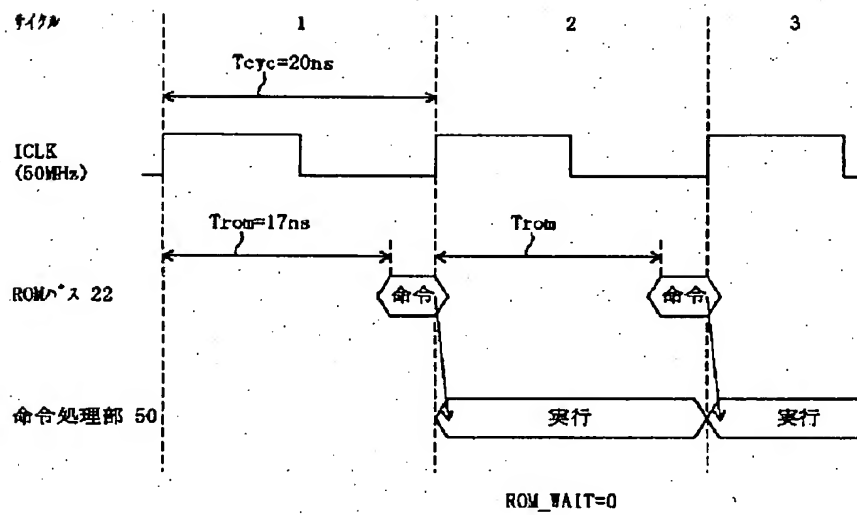 サイクル 1 2 3
Tcyc=20ns
ICLK
(50MHz)
Trom=17ns Trom
ROMバス 22 命令 命令
命令処理部 50 実行 実行
ROM_WAIT=0